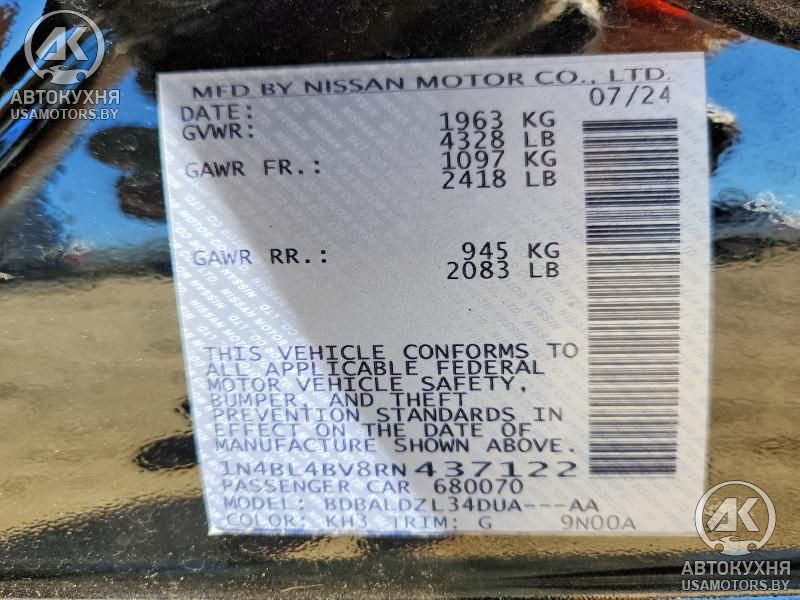 AK
АВТОКУХНЯ
USAMOTORS.BY
MFD BY NISSAN MOTOR CO., LTD.
DATE: 07/24
GVWR: 1963 KG
4328 LB
GAWR FR.: 1097 KG
2418 LB
GAWR RR.: 945 KG
2083 LB
THIS VEHICLE CONFORMS TO
ALL APPLICABLE FEDERAL
MOTOR VEHICLE SAFETY,
BUMPER, AND THEFT
PREVENTION STANDARDS IN
EFFECT ON THE DATE OF
MANUFACTURE SHOWN ABOVE.
1N4BL4BV8RN437122
PASSENGER CAR 680070
MODEL: BDBALDZL34DUA---AA
COLOR: KH3 TRIM: G 9N00A
AK
АВТОКУХНЯ
USAMOTORS.BY